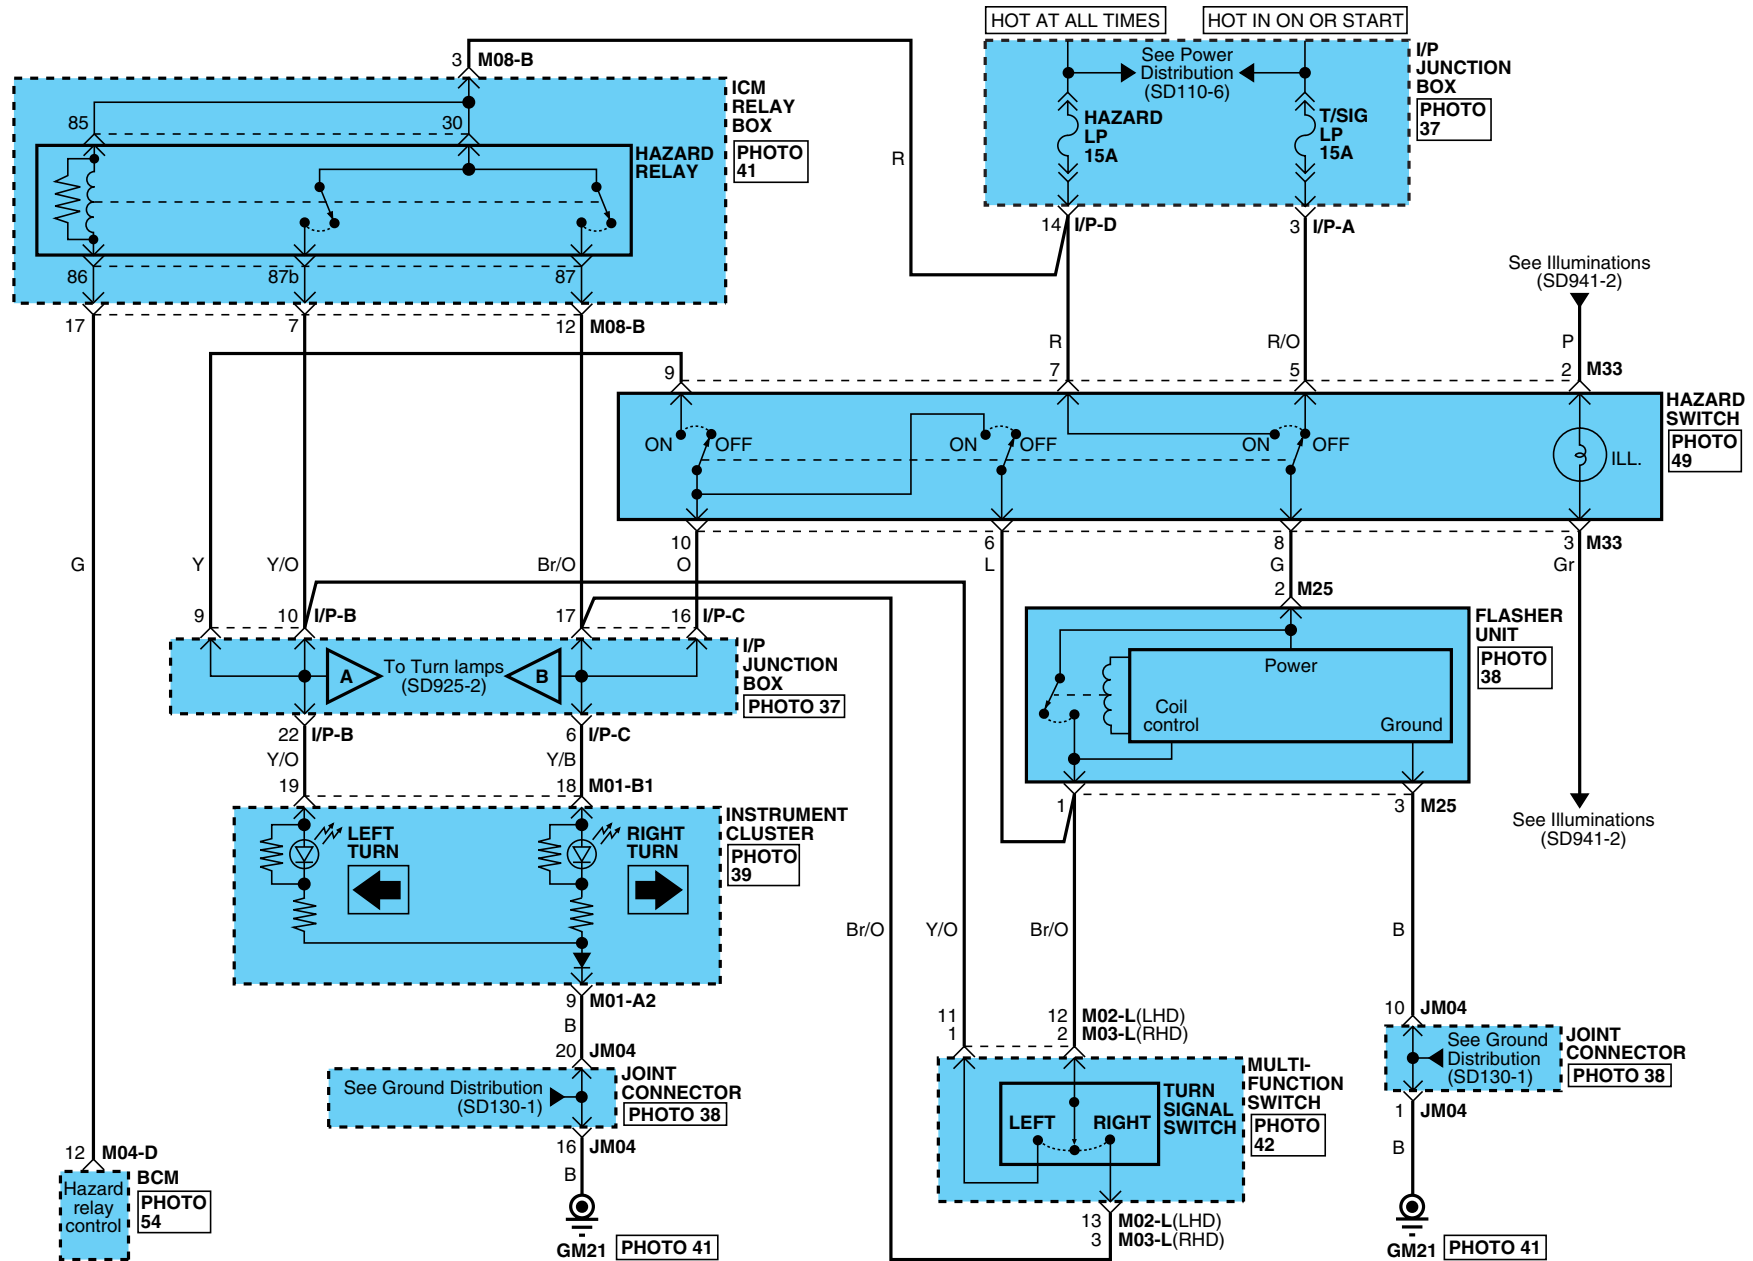 HOT AT ALL TIMES
HOT IN ON OR START
3 M08-B
ICM
RELAY
BOX
PHOTO
41
85
30
HAZARD
RELAY
86
87b
87
17
7
12 M08-B
R
See Power
Distribution
(SD110-6)
HAZARD
LP
15A
T/SIG
LP
15A
I/P
JUNCTION
BOX
PHOTO
37
14 I/P-D
3 I/P-A
See Illuminations
(SD941-2)
R
R/O
P
9
7
5
2 M33
HAZARD
SWITCH
PHOTO
49
ON
OFF
ON
OFF
ON
OFF
ILL.
10
6
8
3 M33
G
Y
Y/O
Br/O
O
L
G
Gr
2 M25
9
10 I/P-B
17
16 I/P-C
I/P
JUNCTION
BOX
PHOTO 37
A
To Turn lamps
(SD925-2)
B
22 I/P-B
6 I/P-C
Y/O
Y/B
19
18 M01-B1
FLASHER
UNIT
PHOTO
38
Power
Coil
control
Ground
1
3 M25
See Illuminations
(SD941-2)
INSTRUMENT
CLUSTER
PHOTO
39
LEFT
TURN
RIGHT
TURN
9 M01-A2
B
20 JM04
JOINT
CONNECTOR
PHOTO 38
See Ground Distribution
(SD130-1)
16 JM04
B
GM21 PHOTO 41
Br/O
Y/O
Br/O
B
11
1
12 M02-L(LHD)
2 M03-L(RHD)
MULTI-
FUNCTION
SWITCH
PHOTO
42
TURN
SIGNAL
SWITCH
LEFT
RIGHT
13 M02-L(LHD)
3 M03-L(RHD)
10 JM04
See Ground
Distribution
(SD130-1)
JOINT
CONNECTOR
PHOTO 38
1 JM04
B
GM21 PHOTO 41
12 M04-D
Hazard
relay
control
BCM
PHOTO
54